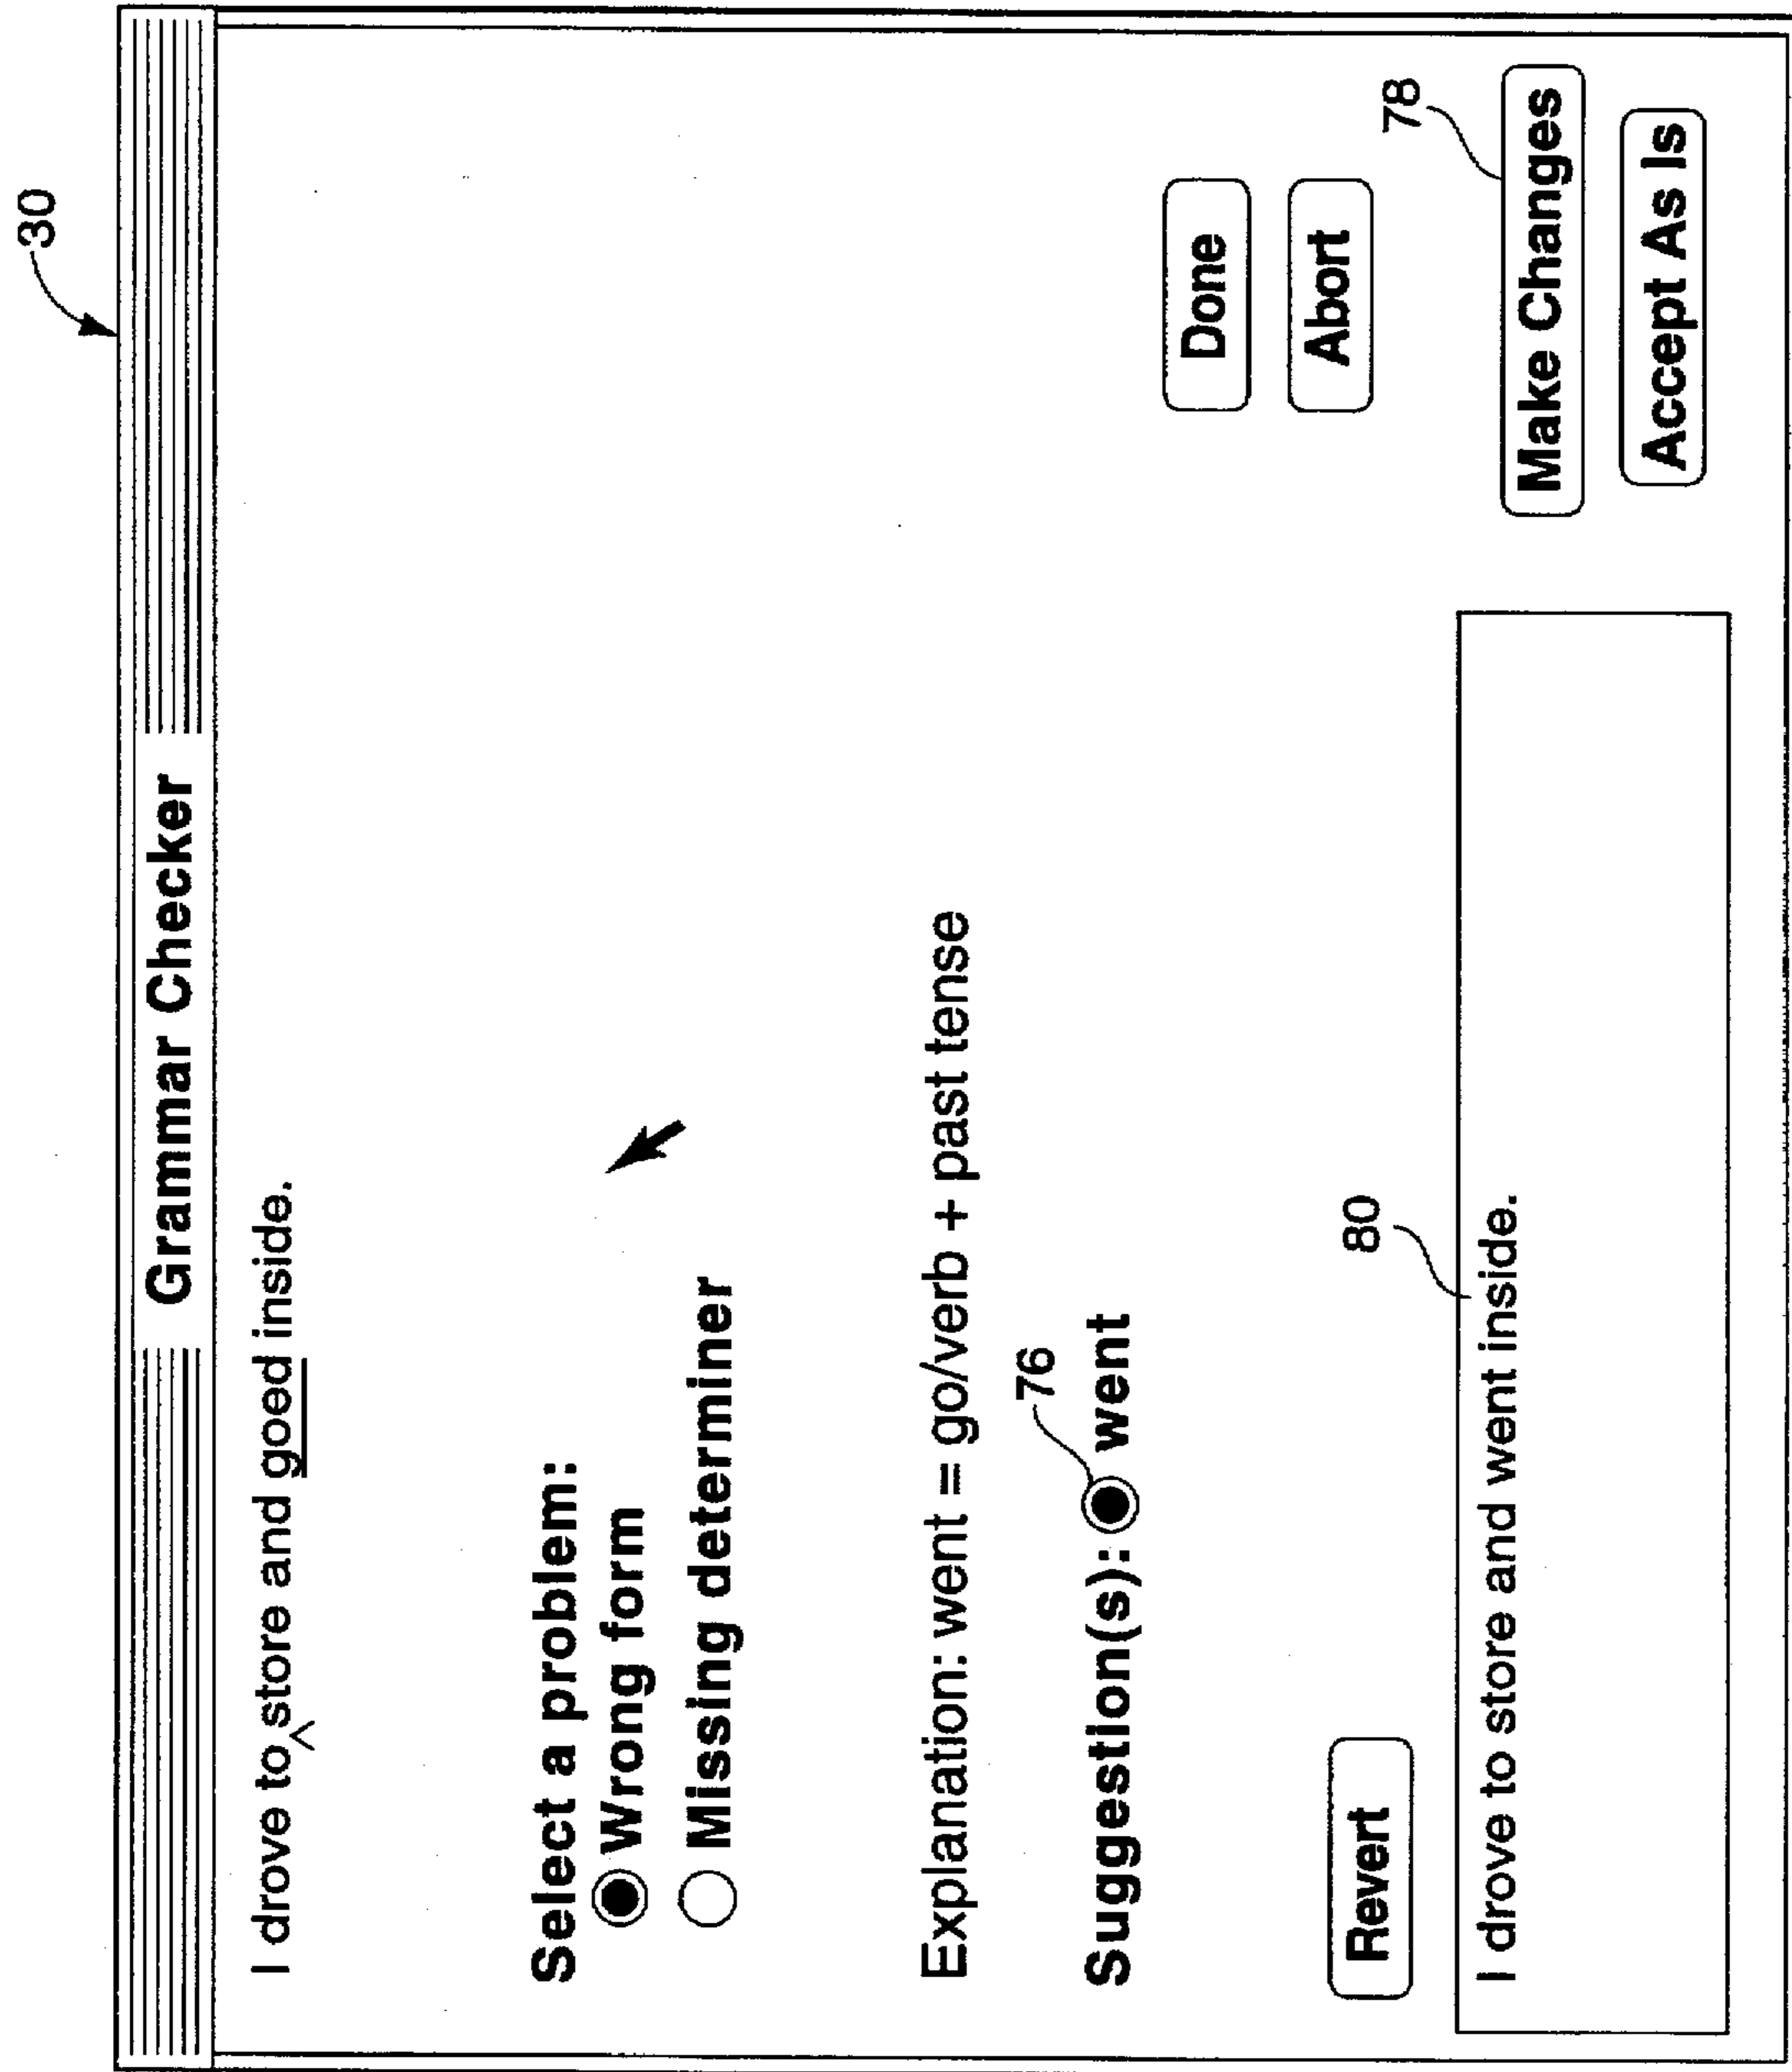 30
Grammar Checker
I drove to^store and goed inside.
Select a problem:
Wrong form
Missing determiner
Explanation: went = go/verb + past tense
76
Suggestion(s): went
Done
Abort
Revert
80
78
I drove to store and went inside.
Make Changes
Accept As Is